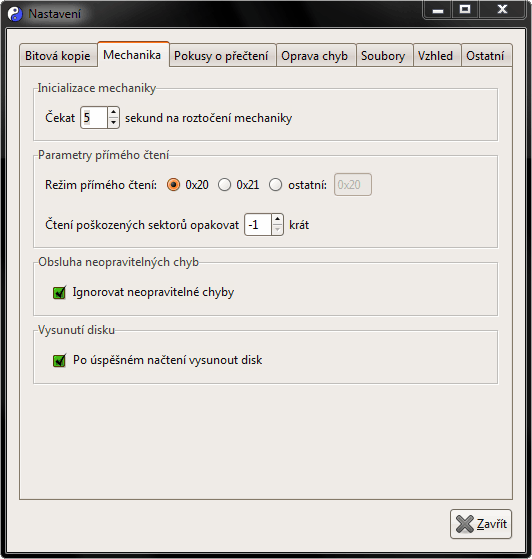 Nastavení
Bitová kopie Mechanika Pokusy o přečtení Oprava chyb Soubory Vzhled Ostatní
Inicializace mechaniky
Čekat 5 sekund na roztočení mechaniky
Parametry přímého čtení
Režim přímého čtení: 0x20 0x21 ostatní: 0x20
Čtení poškozených sektorů opakovat -1 krát
Obsluha neopravitelných chyb
Ignorovat neopravitelné chyby
Vysunutí disku
Po úspěšném načtení vysunout disk
Zavřít